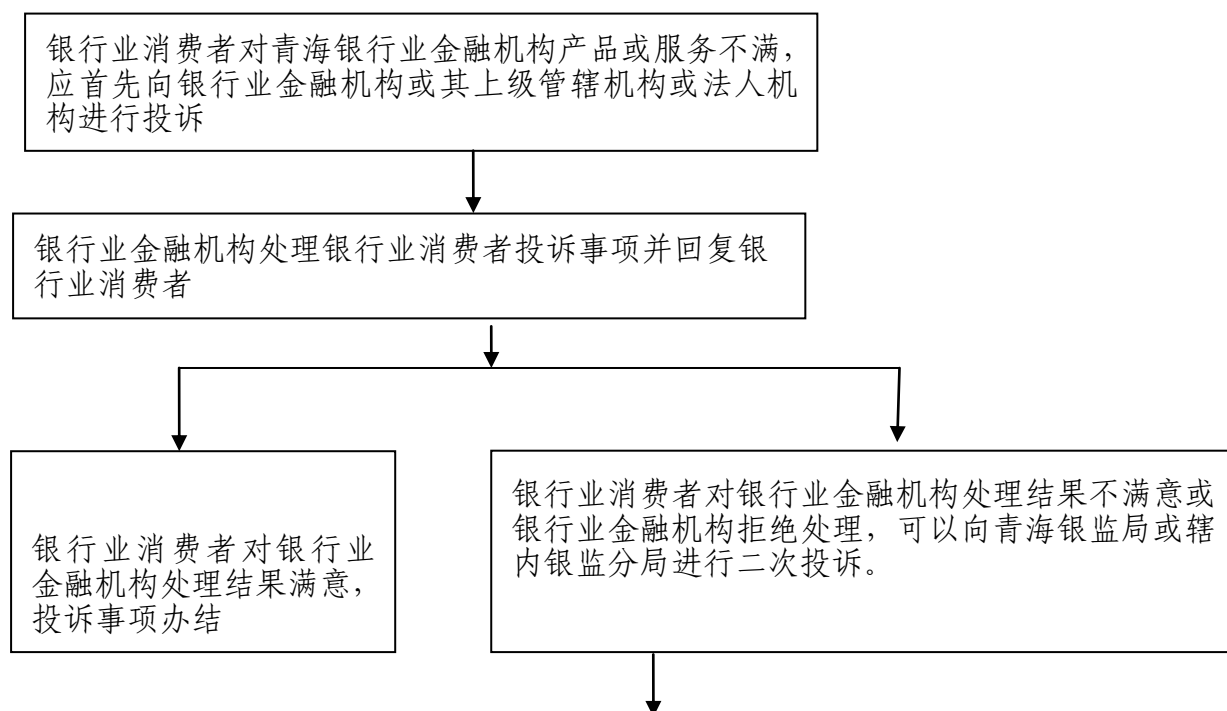 银行业消费者对青海银行业金融机构产品或服务不满，
应首先向银行业金融机构或其上级管辖机构或法人机
构进行投诉
银行业金融机构处理银行业消费者投诉事项并回复银
行业消费者
银行业消费者对银行业
金融机构处理结果满意，
投诉事项办结
银行业消费者对银行业金融机构处理结果不满意或
银行业金融机构拒绝处理，可以向青海银监局或辖
内银监分局进行二次投诉。